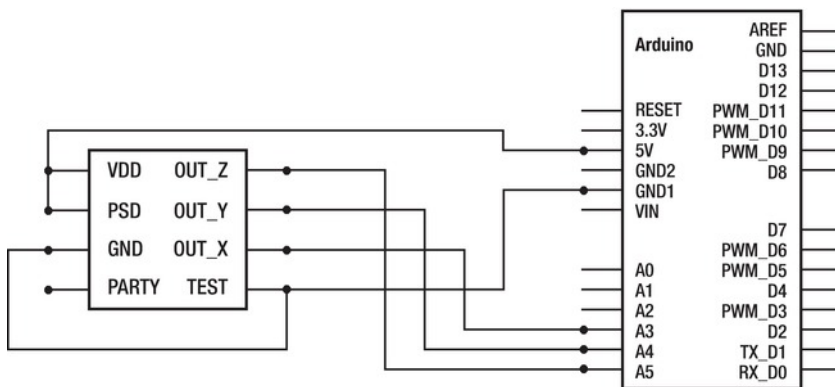 VDD OUT_Z
PSD OUT_Y
GND OUT_X
PARTY TEST
Arduino
AREF
GND
D13
D12
RESET PWM_D11
3.3V PWM_D10
5V PWM_D9
GND2 D8
GND1
VIN
D7
PWM_D6
A0 PWM_D5
A1 D4
A2 PWM_D3
A3 D2
A4 TX_D1
A5 RX_D0